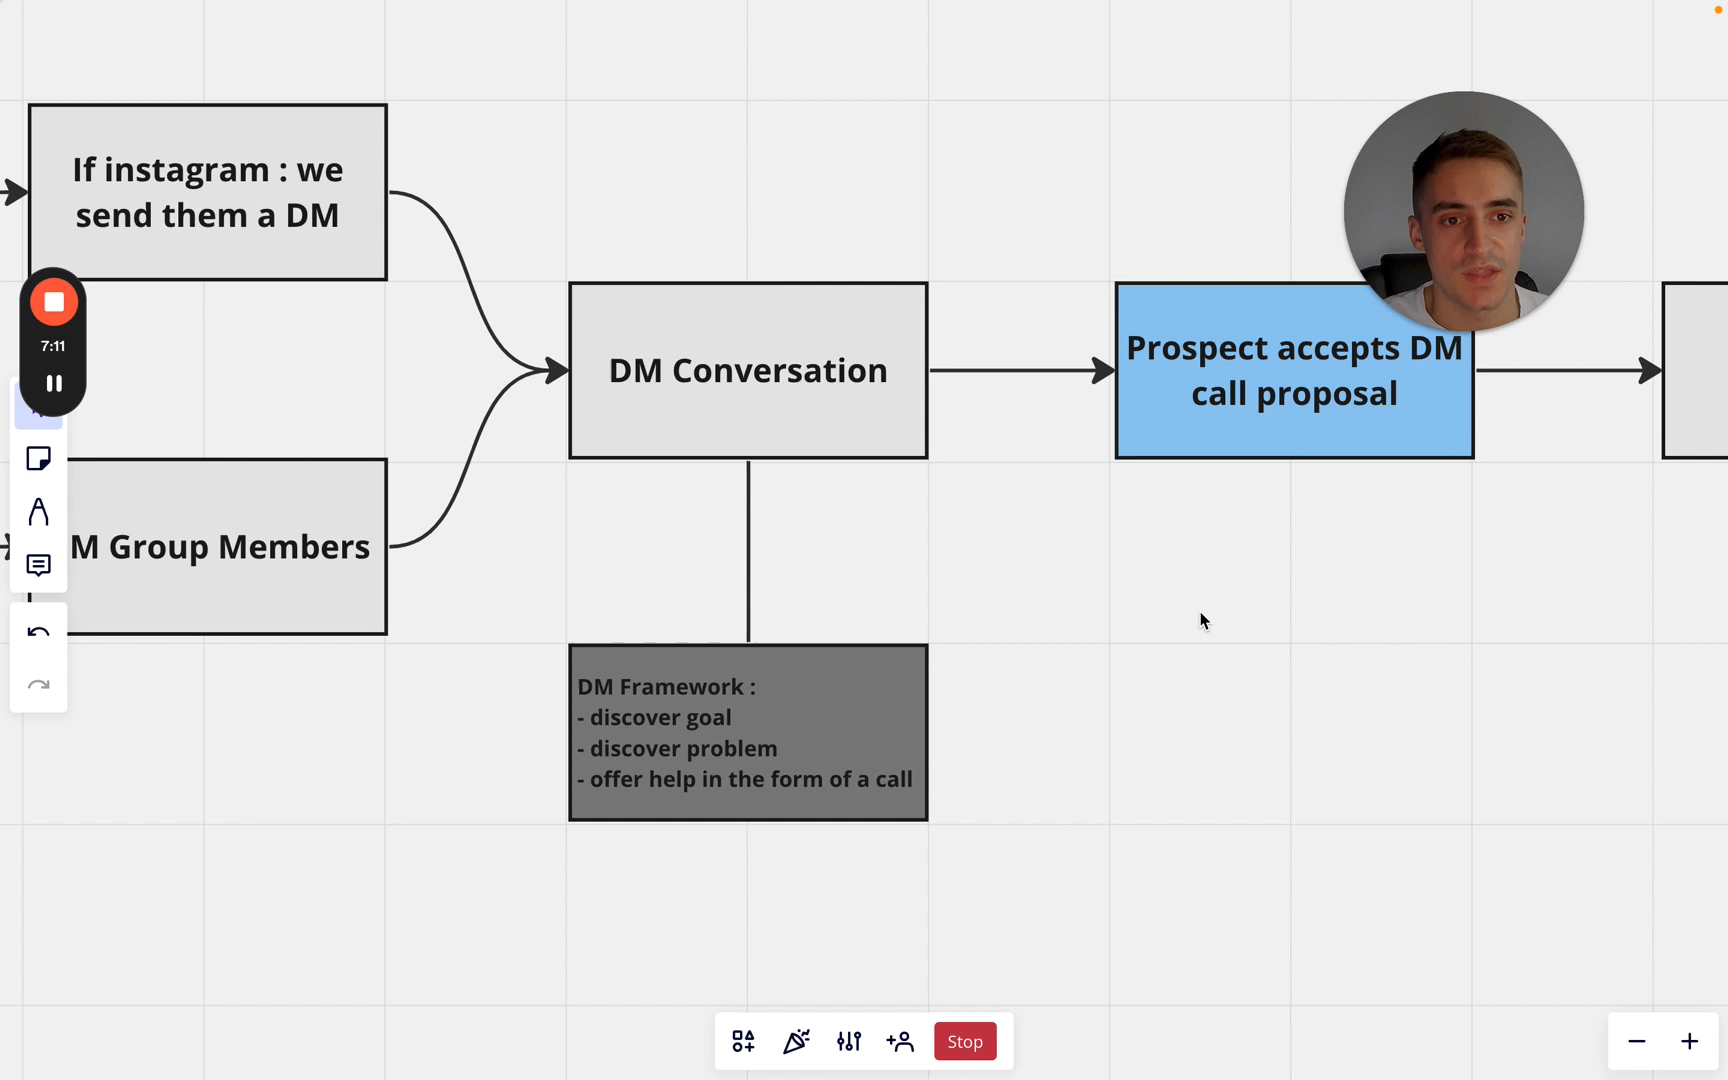 If instagram : we
send them a DM
7:11
M Group Members
DM Conversation
Prospect accepts DM
call proposal
DM Framework :
- discover goal
- discover problem
- offer help in the form of a call
Stop